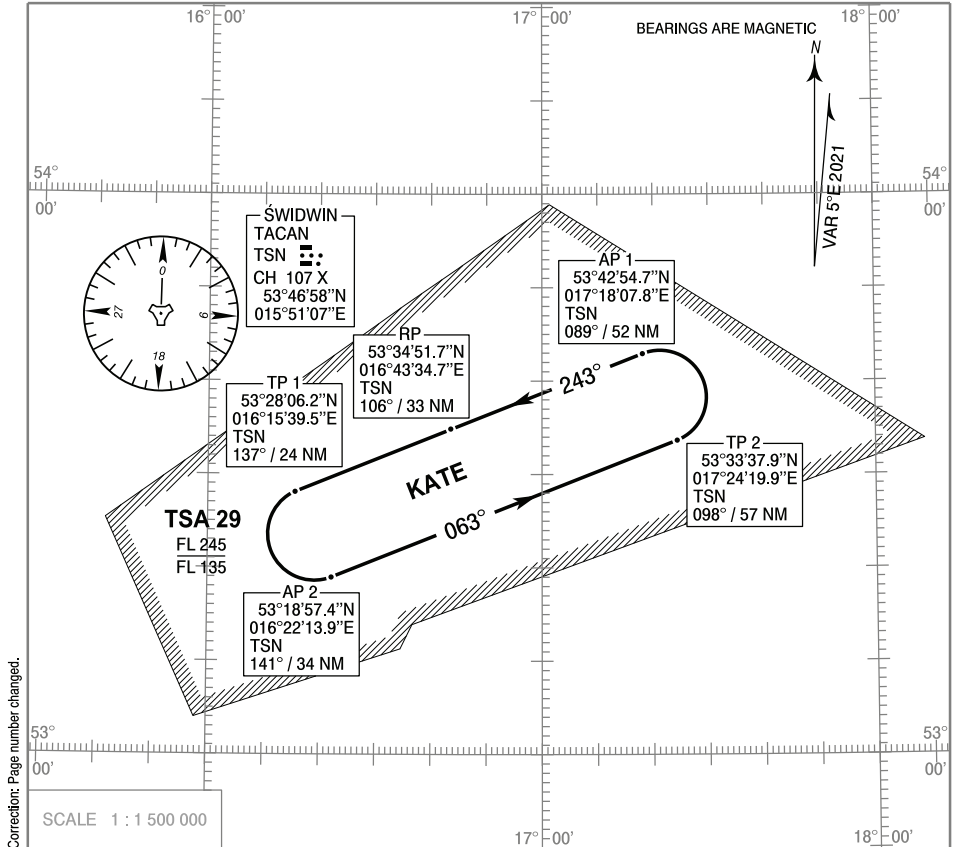 16°00'
17°00'
18°00'
BEARINGS ARE MAGNETIC
N
VAR 5°E 2021
54°
00'
54°
00'
ŚWIDWIN
TACAN
TSN
CH 107 X
53°46'58”N
015°51'07”E
0
9
18
27
AP 1
53°42'54.7”N
017°18'07.8”E
TSN
089° / 52 NM
RP
53°34'51.7”N
016°43'34.7”E
TSN
106° / 33 NM
TP 1
53°28'06.2”N
016°15'39.5”E
TSN
137° / 24 NM
243°
KATE
063°
TP 2
53°33'37.9”N
017°24'19.9”E
TSN
098° / 57 NM
TSA 29
FL 245
FL 135
AP 2
53°18'57.4”N
016°22'13.9”E
TSN
141° / 34 NM
53°
00'
53°
00'
SCALE 1 : 1 500 000
17°00'
18°00'
Correction: Page number changed.